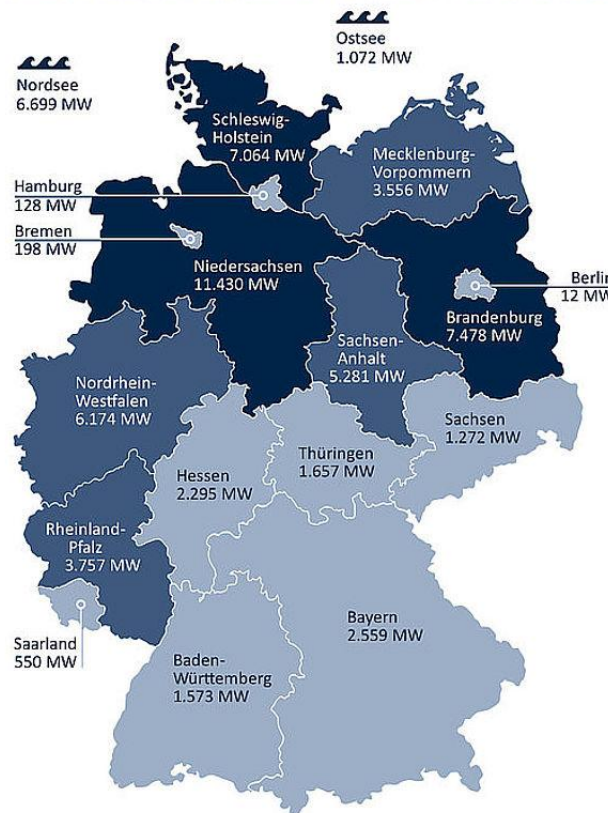 Ostsee
1.072 MW
Nordsee
6.699 MW
Schleswig-
Holstein
7.064 MW
Mecklenburg-
Vorpommern
3.556 MW
Hamburg
128 MW
Bremen
198 MW
Niedersachsen
11.430 MW
Berlin
12 MW
Brandenburg
7.478 MW
Sachsen-
Anhalt
5.281 MW
Nordrhein-
Westfalen
6.174 MW
Sachsen
1.272 MW
Thüringen
1.657 MW
Hessen
2.295 MW
Rheinland-
Pfalz
3.757 MW
Saarland
550 MW
Bayern
2.559 MW
Baden-
Württemberg
1.573 MW